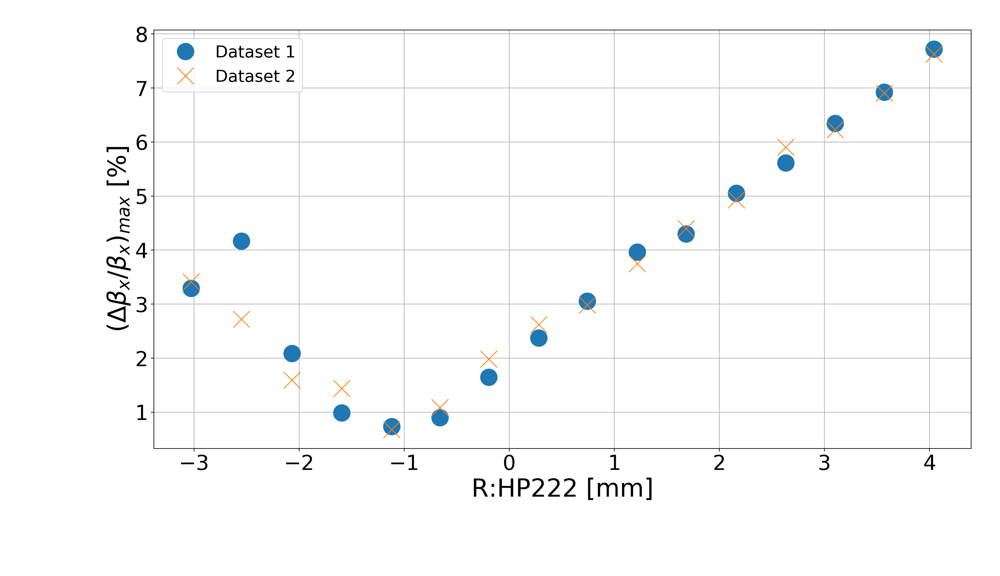 Dataset 1
Dataset 2
8
7
6
5
4
3
2
1
(Δβx/βx)max [%]
−3 −2 −1 0 1 2 3 4
R:HP222 [mm]